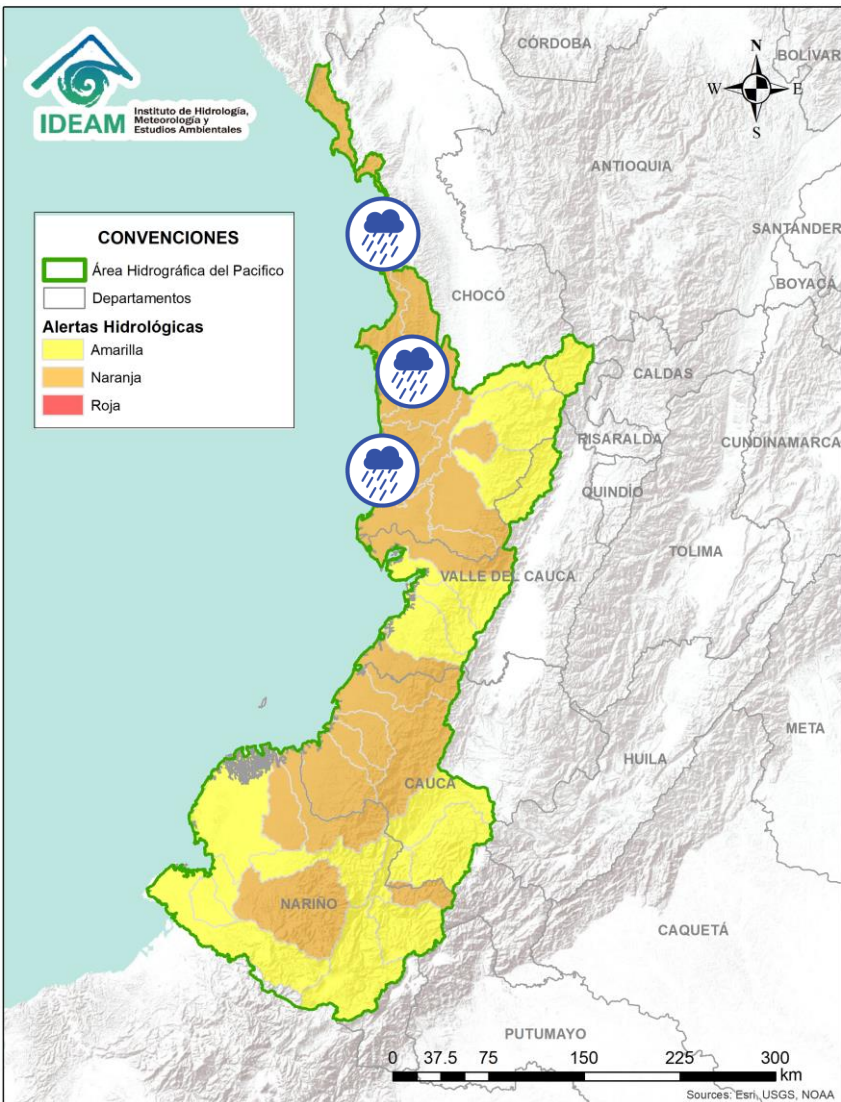 IDEAM
Instituto de Hidrología,
Meteorología y
Estudios Ambientales
N
W
E
S
CÓRDOBA
BOLÍVAR
ANTIOQUIA
SANTANDER
BOYACÁ
CONVENCIONES
Área Hidrográfica del Pacifico
Departamentos
Alertas Hidrológicas
Amarilla
Naranja
Roja
CHOCÓ
CALDAS
RISARALDA
CUNDINAMARCA
QUINDÍO
TOLIMA
VALLE DEL CAUCA
META
HUILA
CAUCA
NARIÑO
CAQUETÁ
PUTUMAYO
0 37.5 75 150 225 300
km
Sources: Esri, USGS, NOAA